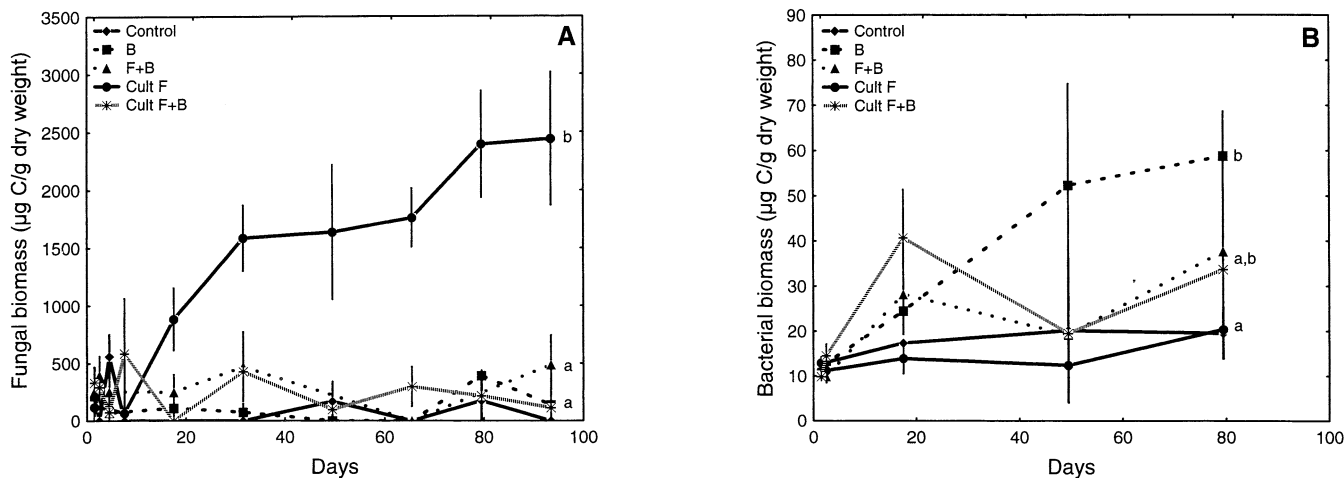 A
Fungal biomass (µg C/g dry weight)
3500
3000
2500
2000
1500
1000
500
0
Control
B
F+B
Cult F
Cult F+B
b
a
a
0 20 40 60 80 100
Days
B
Bacterial biomass (µg C/g dry weight)
90
80
70
60
50
40
30
20
10
0
Control
B
F+B
Cult F
Cult F+B
b
a,b
a
0 20 40 60 80 100
Days